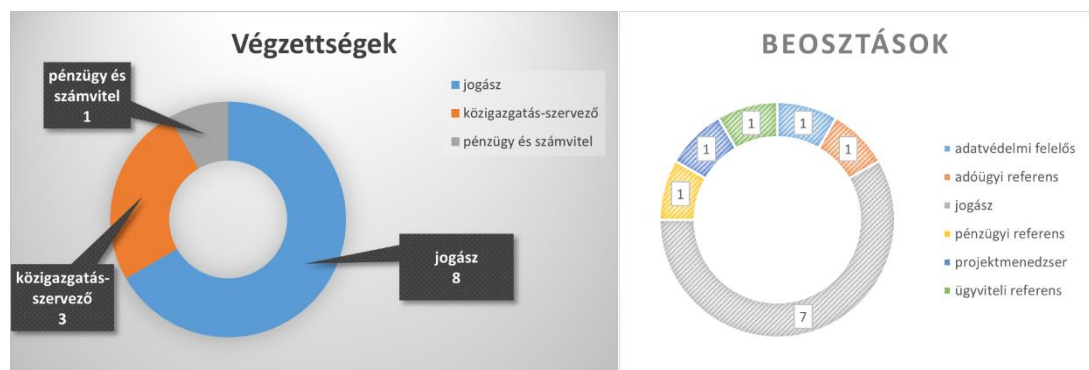 Végzettségek
pénzügy és
számvitel
1
közigazgatás-
szervező
3
jogász
8
jogász
közigazgatás-szervező
pénzügy és számvitel
BEOSZTÁSOK
1
1
1
1
1
7
adatvédelmi felelős
adóügyi referens
jogász
pénzügyi referens
projektmenedzser
ügyviteli referens